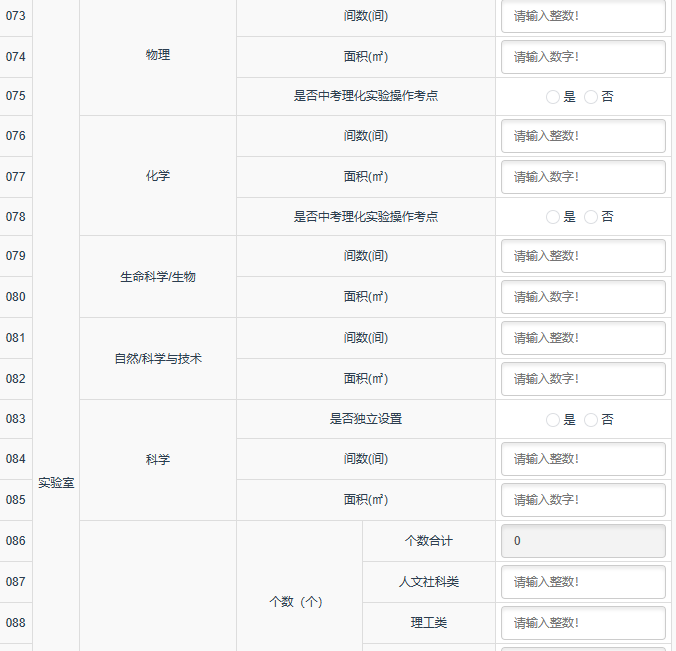 073 间数(间) 请输入整数!
物理
074 面积(㎡) 请输入数字!
075 是否中考理化实验操作考点 是 否
076 间数(间) 请输入整数!
077 化学 面积(㎡) 请输入数字!
078 是否中考理化实验操作考点 是 否
079 间数(间) 请输入整数!
生命科学/生物
080 面积(㎡) 请输入数字!
081 间数(间) 请输入整数!
自然/科学与技术
082 面积(㎡) 请输入数字!
083 是否独立设置 是 否
084 科学 间数(间) 请输入整数!
实验室
085 面积(㎡) 请输入数字!
086 个数合计 0
087 人文社科类 请输入整数!
个数（个）
088 理工类 请输入整数!